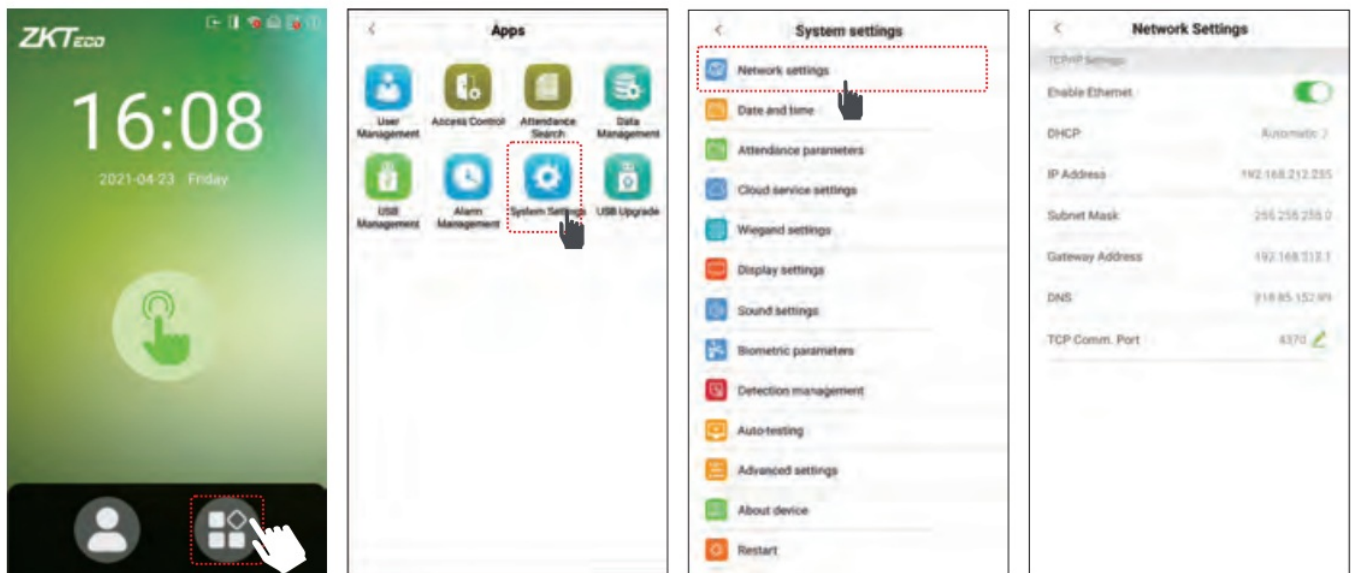 ZKTECO
16:08
2021-04-23 Friday
Apps
User
Management
Access Control
Attendance
Search
Data
Management
USB
Management
Alarm
Management
System Settings
USB Upgrade
System settings
Network settings
Date and time
Attendance parameters
Cloud service settings
Wiegand settings
Display settings
Sound settings
Biometric parameters
Detection management
Auto-testing
Advanced settings
About device
Restart
Network Settings
TCP/IP Settings
Enable Ethernet
DHCP
Automatic
IP Address
192.168.212.235
Subnet Mask
255.255.255.0
Gateway Address
192.168.212.1
DNS
TCP Comm. Port
4370